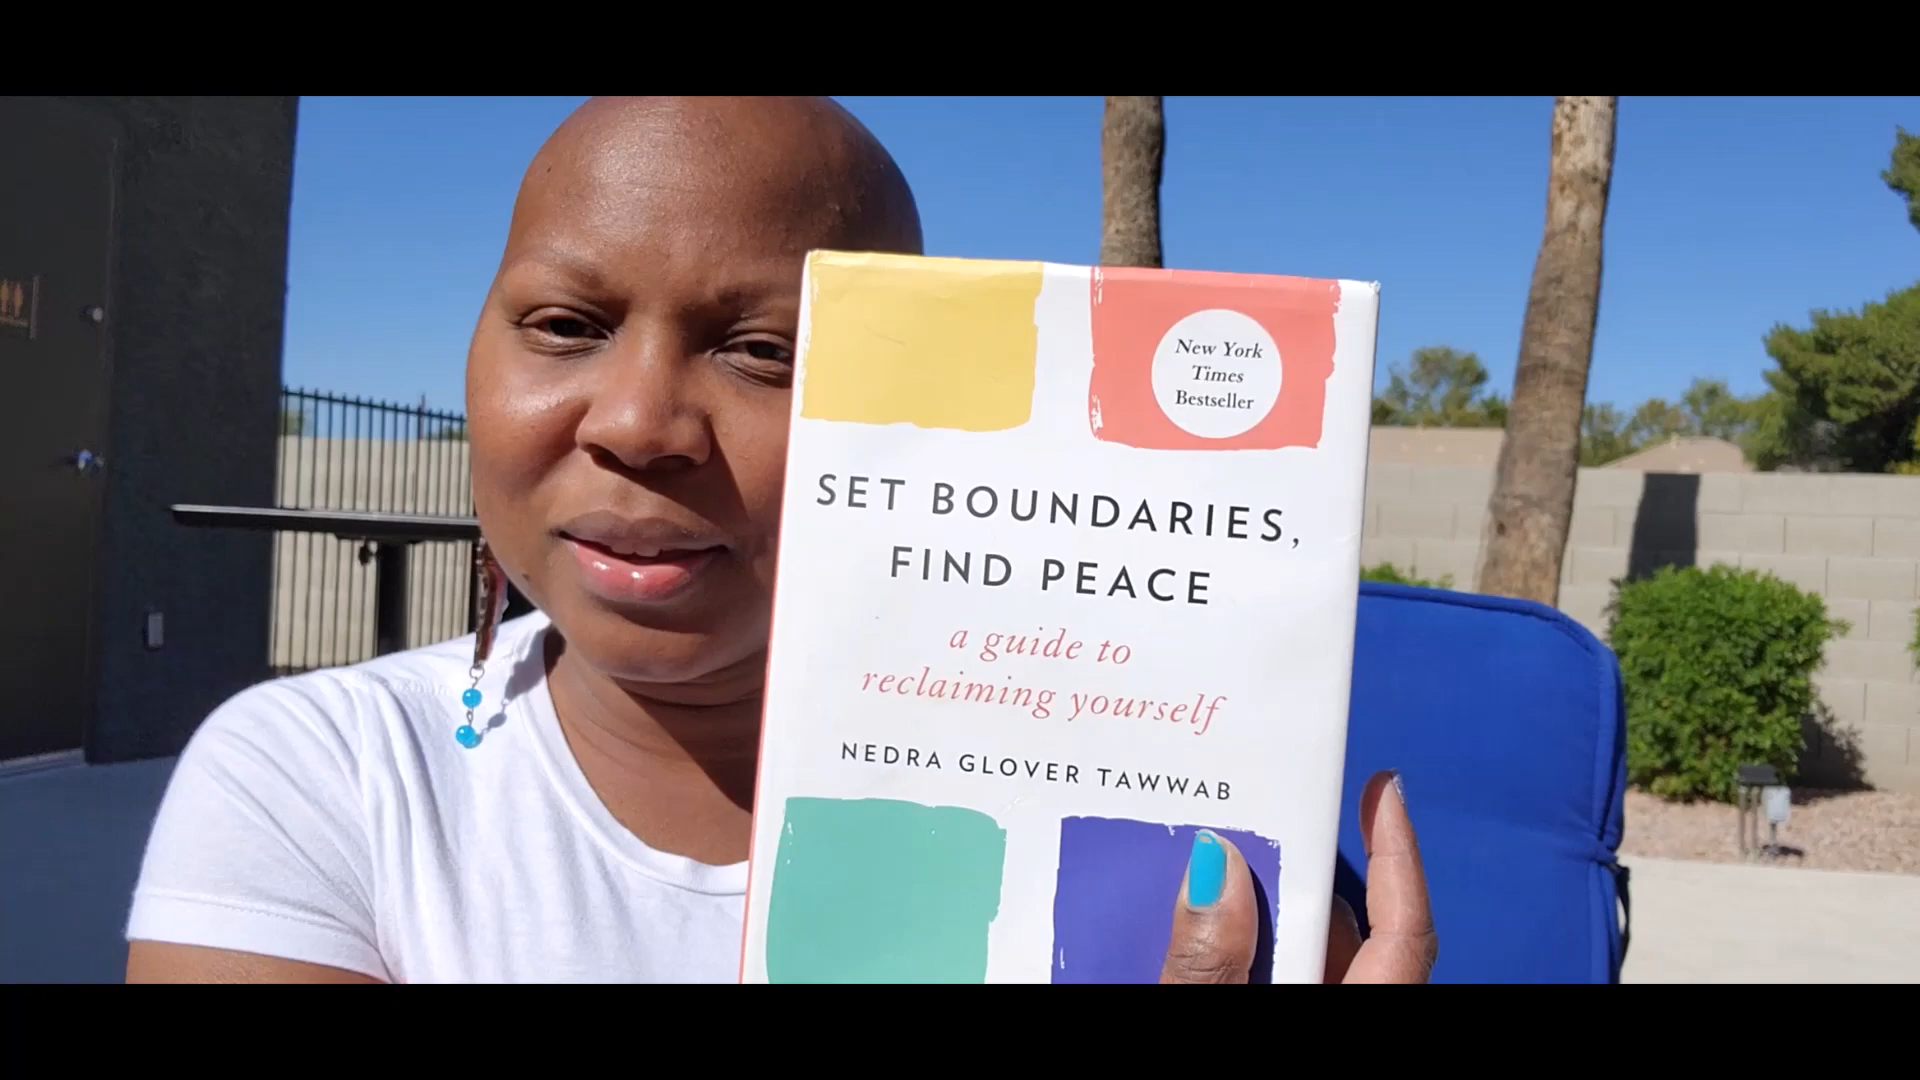 New York
Times
Bestseller
SET BOUNDARIES,
FIND PEACE
a guide to
reclaiming yourself
NEDRA GLOVER TAWWAB